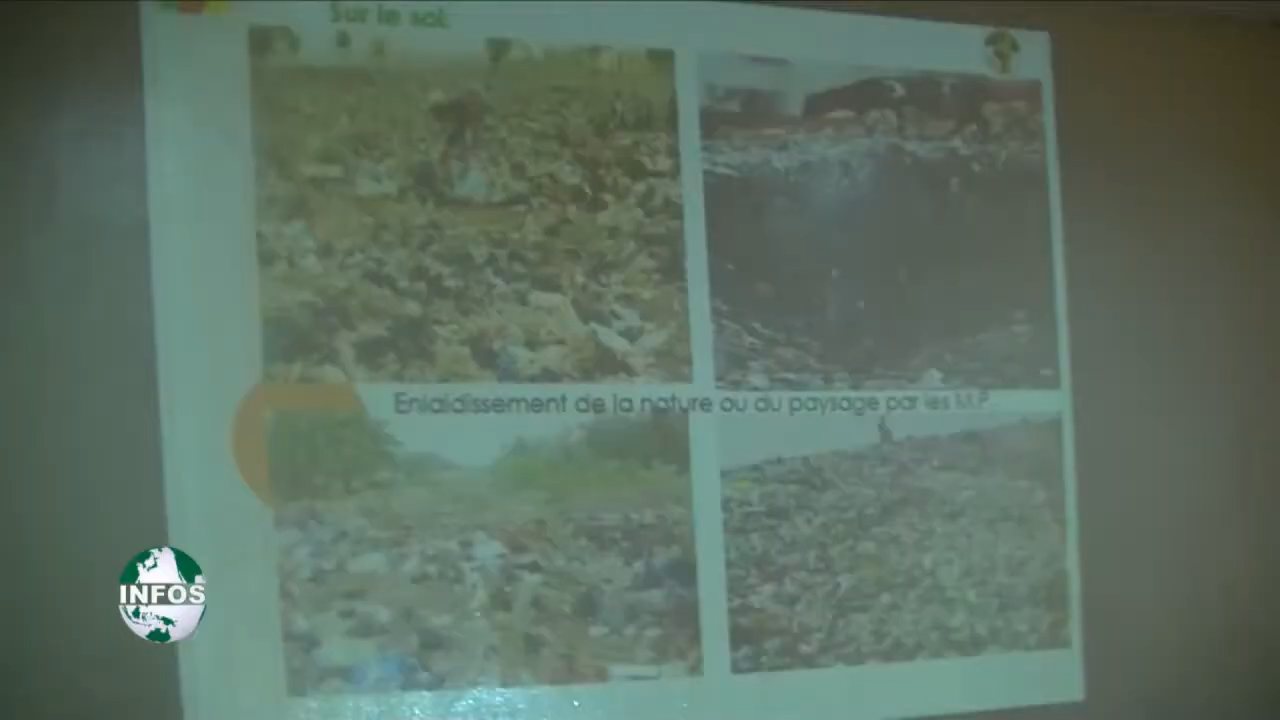 Sur le sol:
Enlaidissement de la nature ou du paysage par les M.P
INFOS